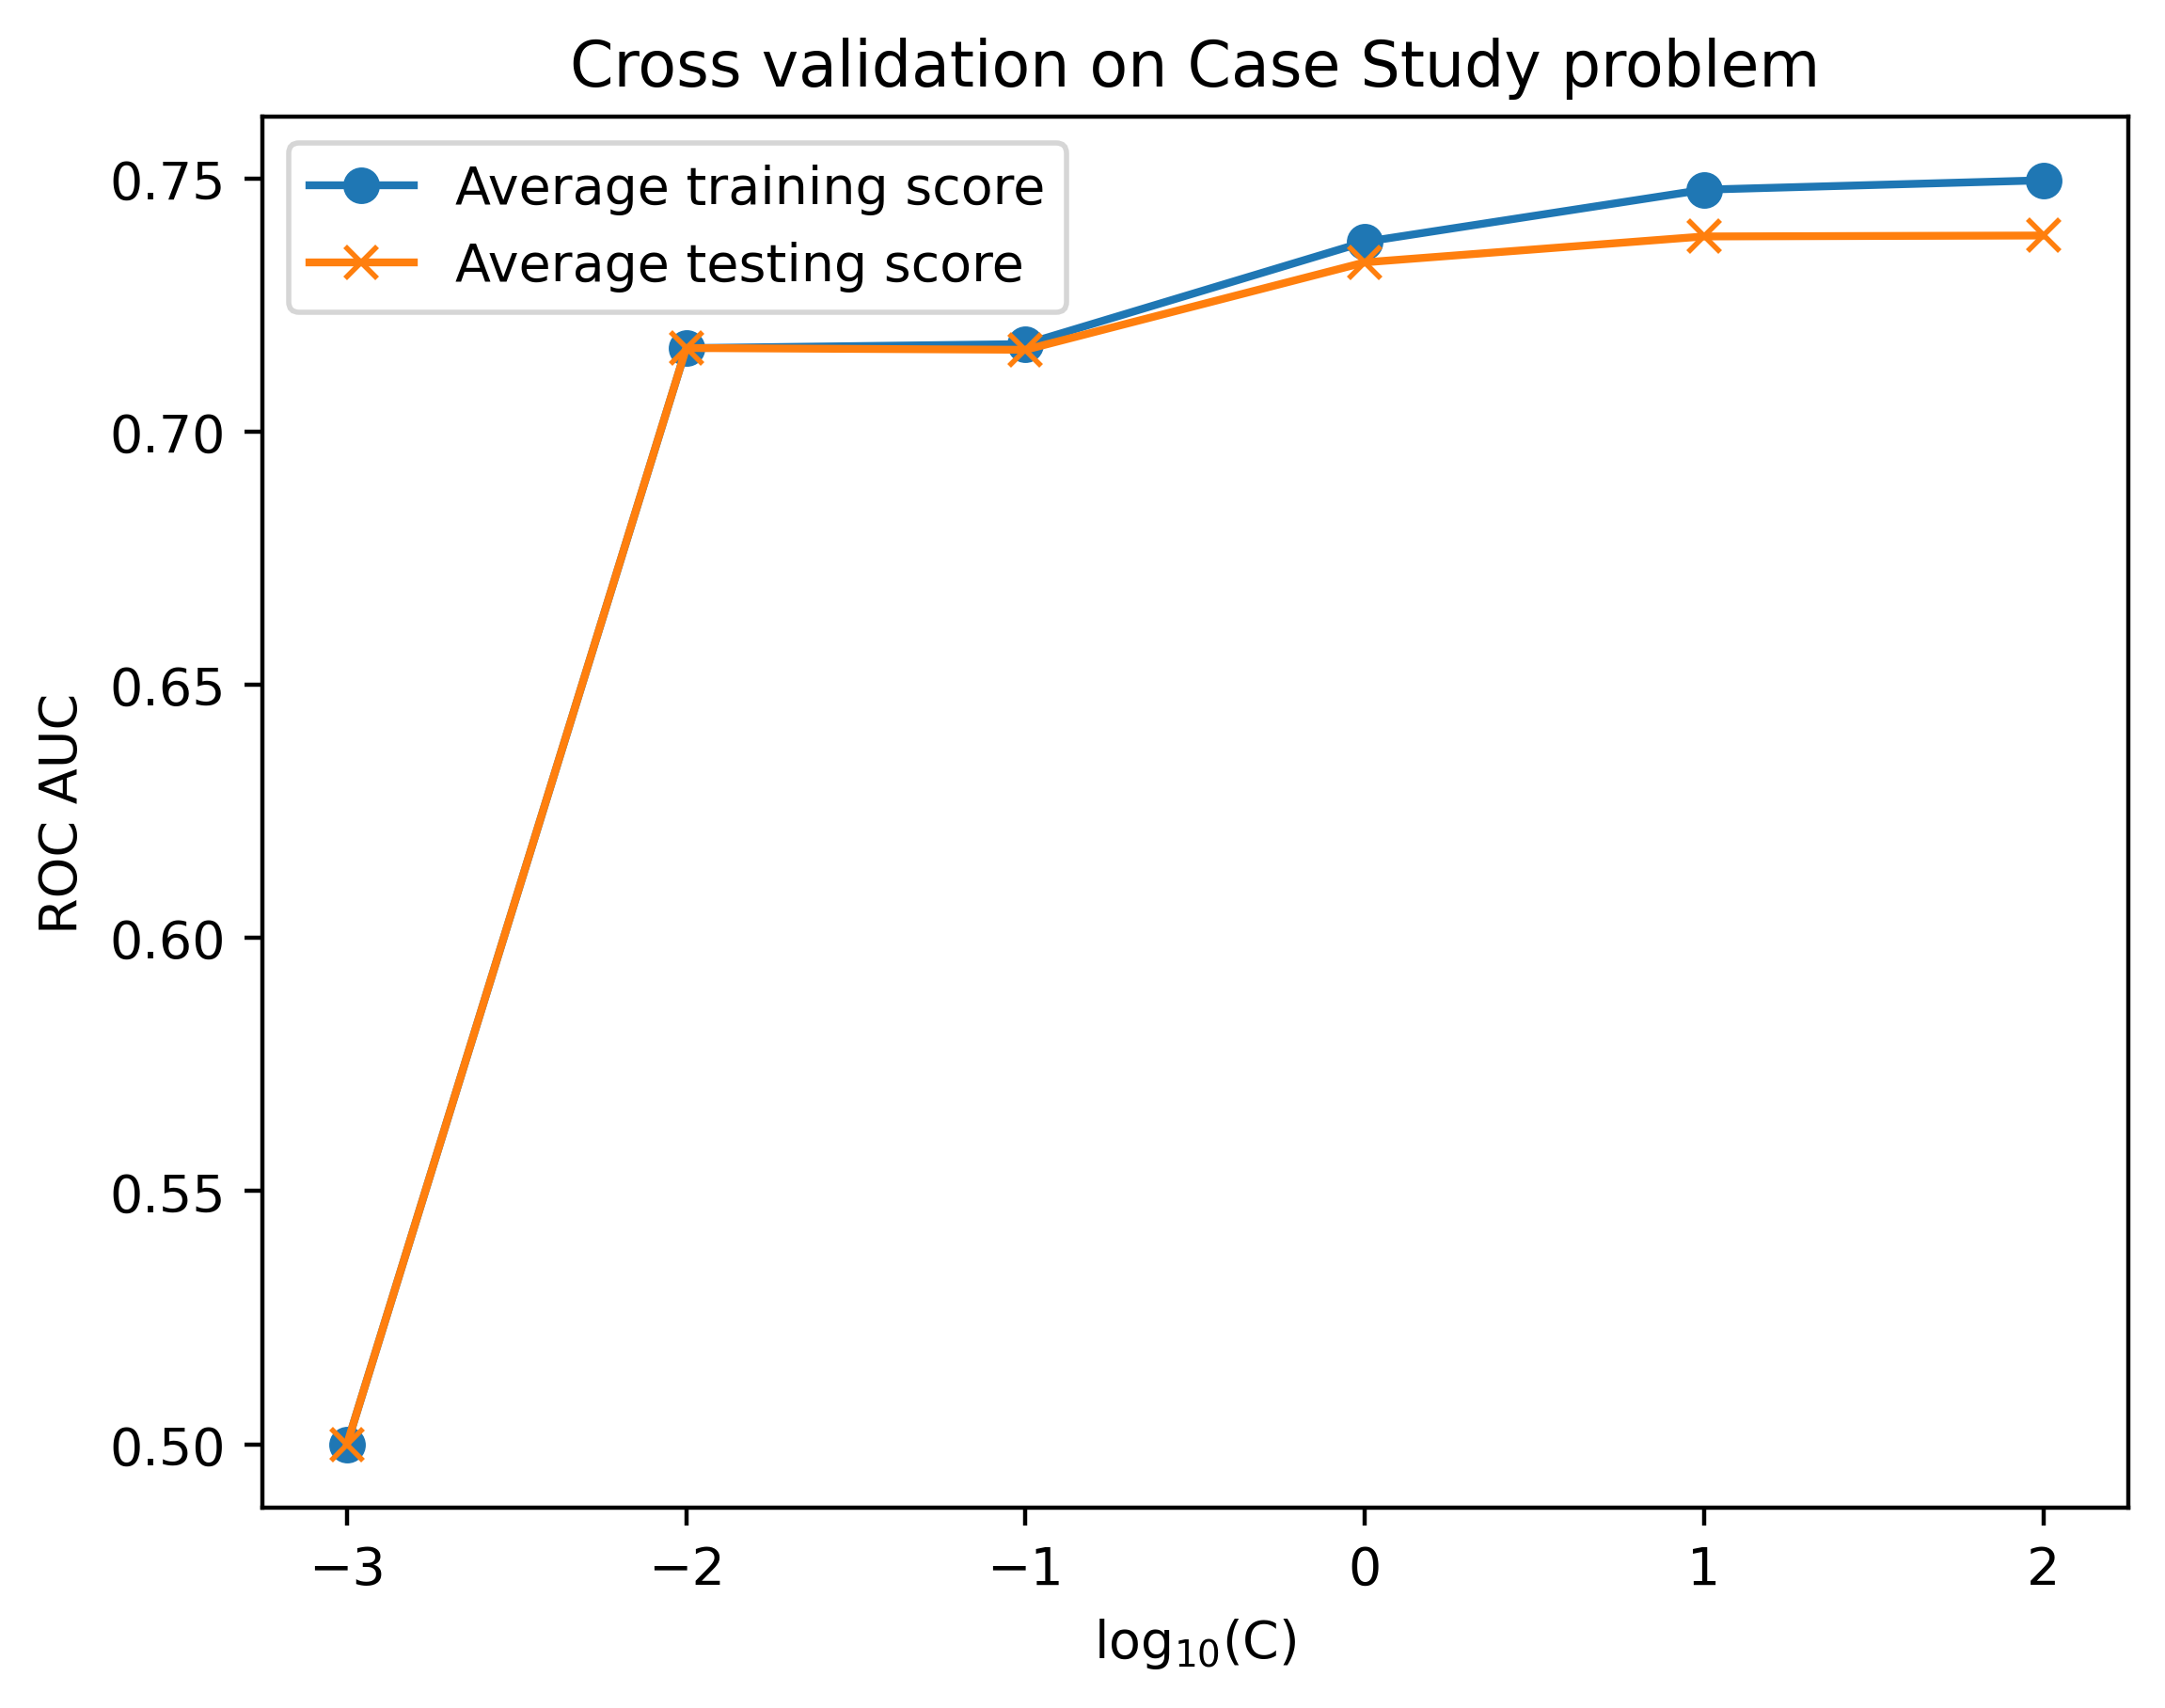 Cross validation on Case Study problem
Average training score
Average testing score
0.75
0.70
0.65
0.60
0.55
0.50
ROC AUC
−3 −2 −1 0 1 2
log₁₀(C)